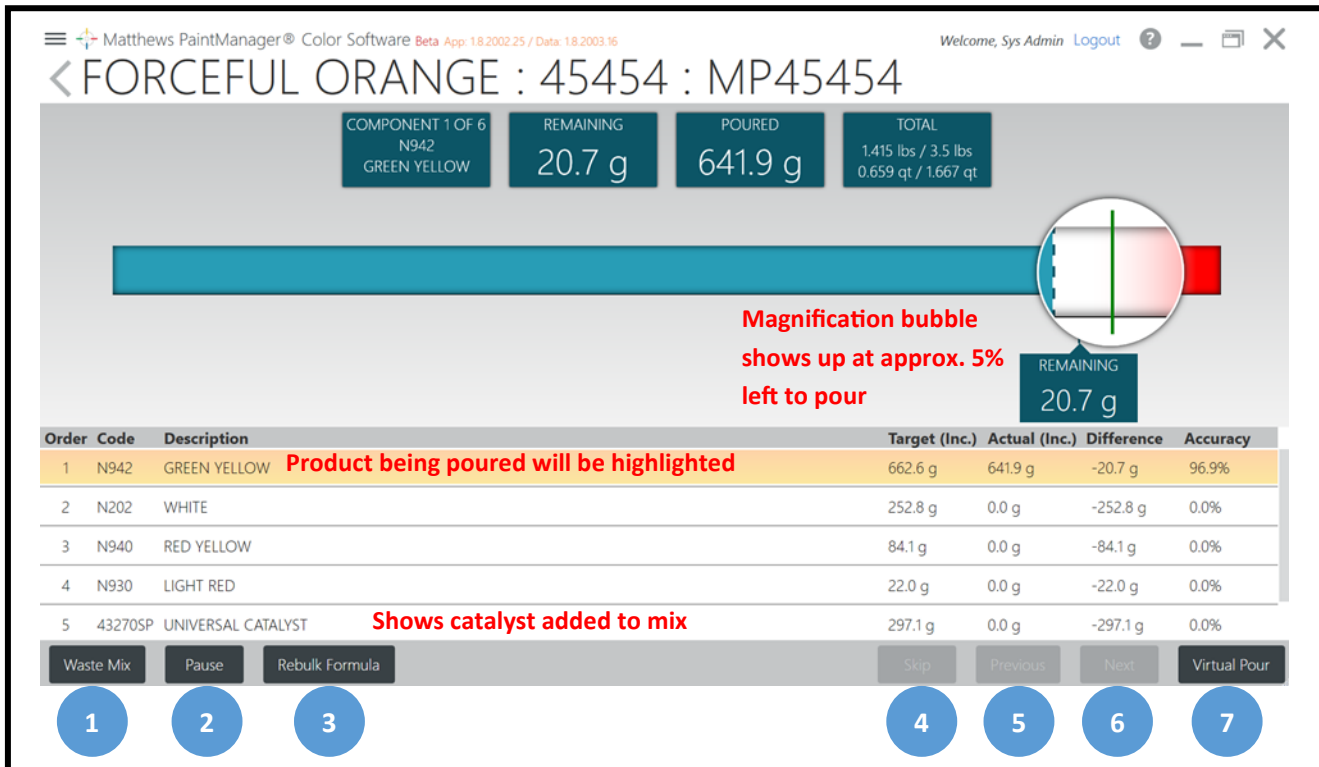 Matthews PaintManager® Color Software Beta App: 1.8.2002.25 / Data: 1.8.2003.16
Welcome, Sys Admin Logout ?
FORCEFUL ORANGE : 45454 : MP45454
COMPONENT 1 OF 6
N942
GREEN YELLOW
REMAINING
20.7 g
POURED
641.9 g
TOTAL
1.415 lbs / 3.5 lbs
0.659 qt / 1.667 qt
Magnification bubble
shows up at approx. 5%
left to pour
REMAINING
20.7 g
Order Code Description Target (Inc.) Actual (Inc.) Difference Accuracy
1 N942 GREEN YELLOW Product being poured will be highlighted 662.6 g 641.9 g -20.7 g 96.9%
2 N202 WHITE 252.8 g 0.0 g -252.8 g 0.0%
3 N940 RED YELLOW 84.1 g 0.0 g -84.1 g 0.0%
4 N930 LIGHT RED 22.0 g 0.0 g -22.0 g 0.0%
5 43270SP UNIVERSAL CATALYST Shows catalyst added to mix 297.1 g 0.0 g -297.1 g 0.0%
Waste Mix Pause Rebulk Formula Skip Previous Next Virtual Pour
1 2 3 4 5 6 7